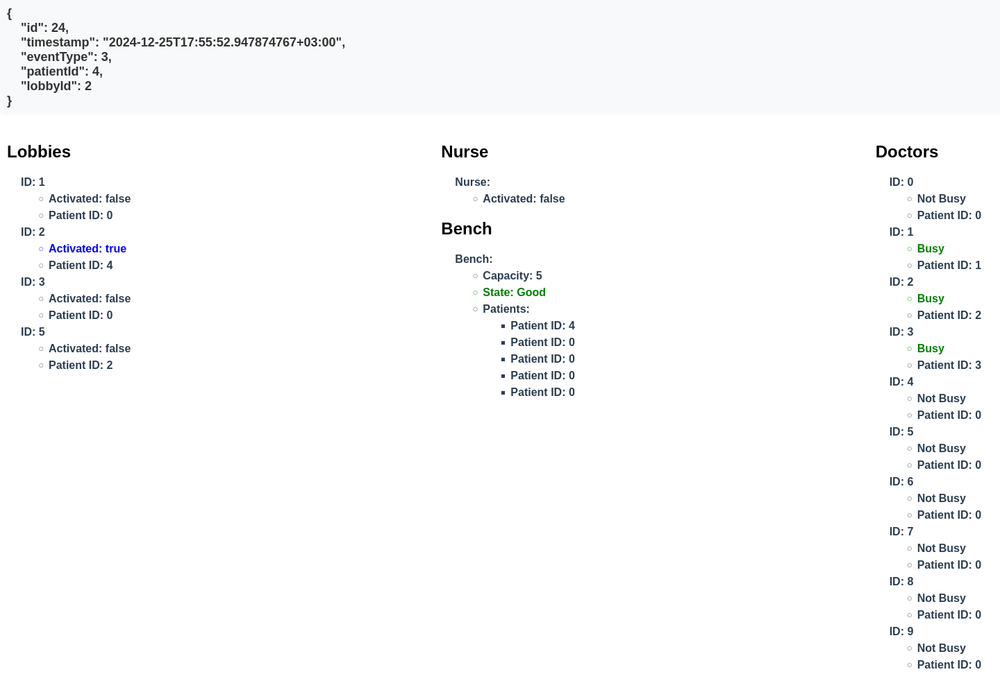 {
"id": 24,
"timestamp": "2024-12-25T17:55:52.947874767+03:00",
"eventType": 3,
"patientId": 4,
"lobbyId": 2
}
Lobbies
ID: 1
Activated: false
Patient ID: 0
ID: 2
Activated: true
Patient ID: 4
ID: 3
Activated: false
Patient ID: 0
ID: 5
Activated: false
Patient ID: 2
Nurse
Nurse:
Activated: false
Bench
Bench:
Capacity: 5
State: Good
Patients:
Patient ID: 4
Patient ID: 0
Patient ID: 0
Patient ID: 0
Patient ID: 0
Doctors
ID: 0
Not Busy
Patient ID: 0
ID: 1
Busy
Patient ID: 1
ID: 2
Busy
Patient ID: 2
ID: 3
Busy
Patient ID: 3
ID: 4
Not Busy
Patient ID: 0
ID: 5
Not Busy
Patient ID: 0
ID: 6
Not Busy
Patient ID: 0
ID: 7
Not Busy
Patient ID: 0
ID: 8
Not Busy
Patient ID: 0
ID: 9
Not Busy
Patient ID: 0